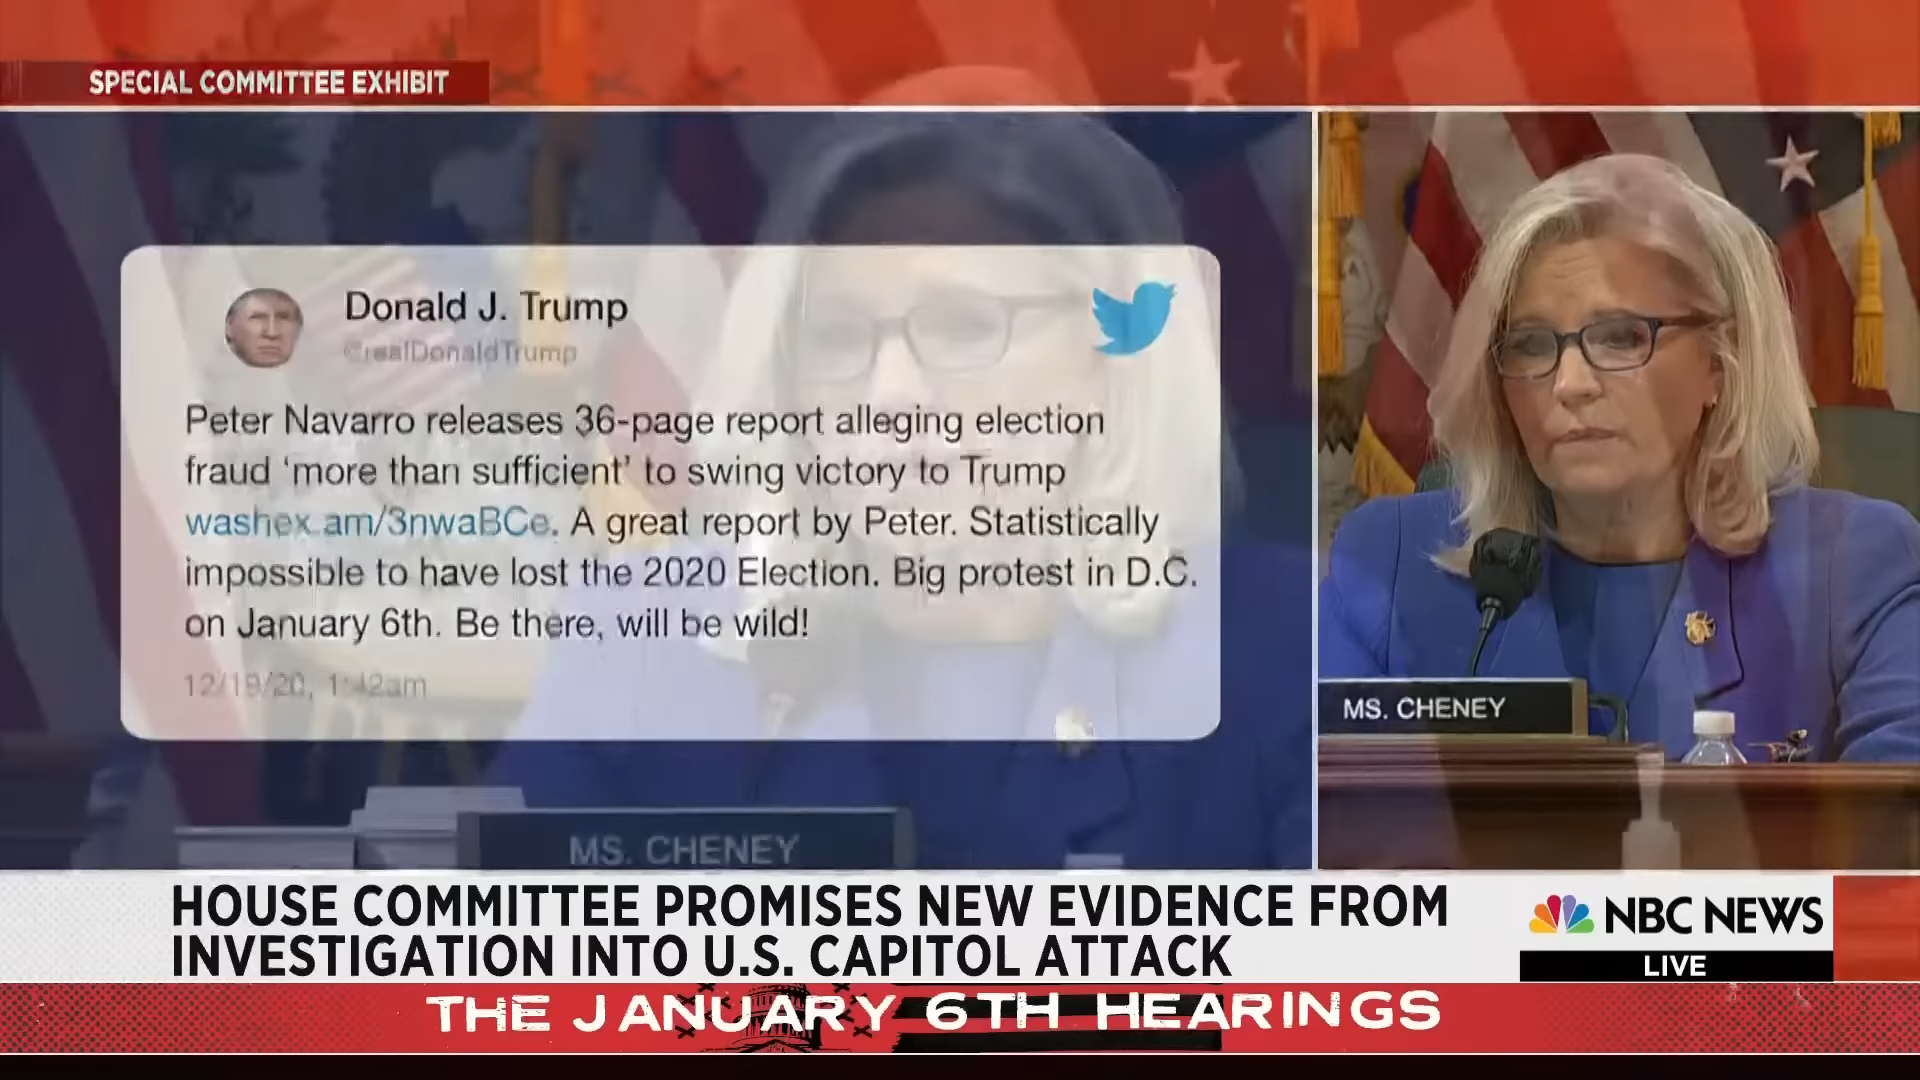 SPECIAL COMMITTEE EXHIBIT
Donald J. Trump
@realDonaldTrump
Peter Navarro releases 36-page report alleging election
fraud ‘more than sufficient’ to swing victory to Trump
washex.am/3nwaBCe. A great report by Peter. Statistically
impossible to have lost the 2020 Election. Big protest in D.C.
on January 6th. Be there, will be wild!
12/19/20, 1:42am
MS. CHENEY
MS. CHENEY
HOUSE COMMITTEE PROMISES NEW EVIDENCE FROM
INVESTIGATION INTO U.S. CAPITOL ATTACK
NBC NEWS
LIVE
THE JANUARY 6TH HEARINGS